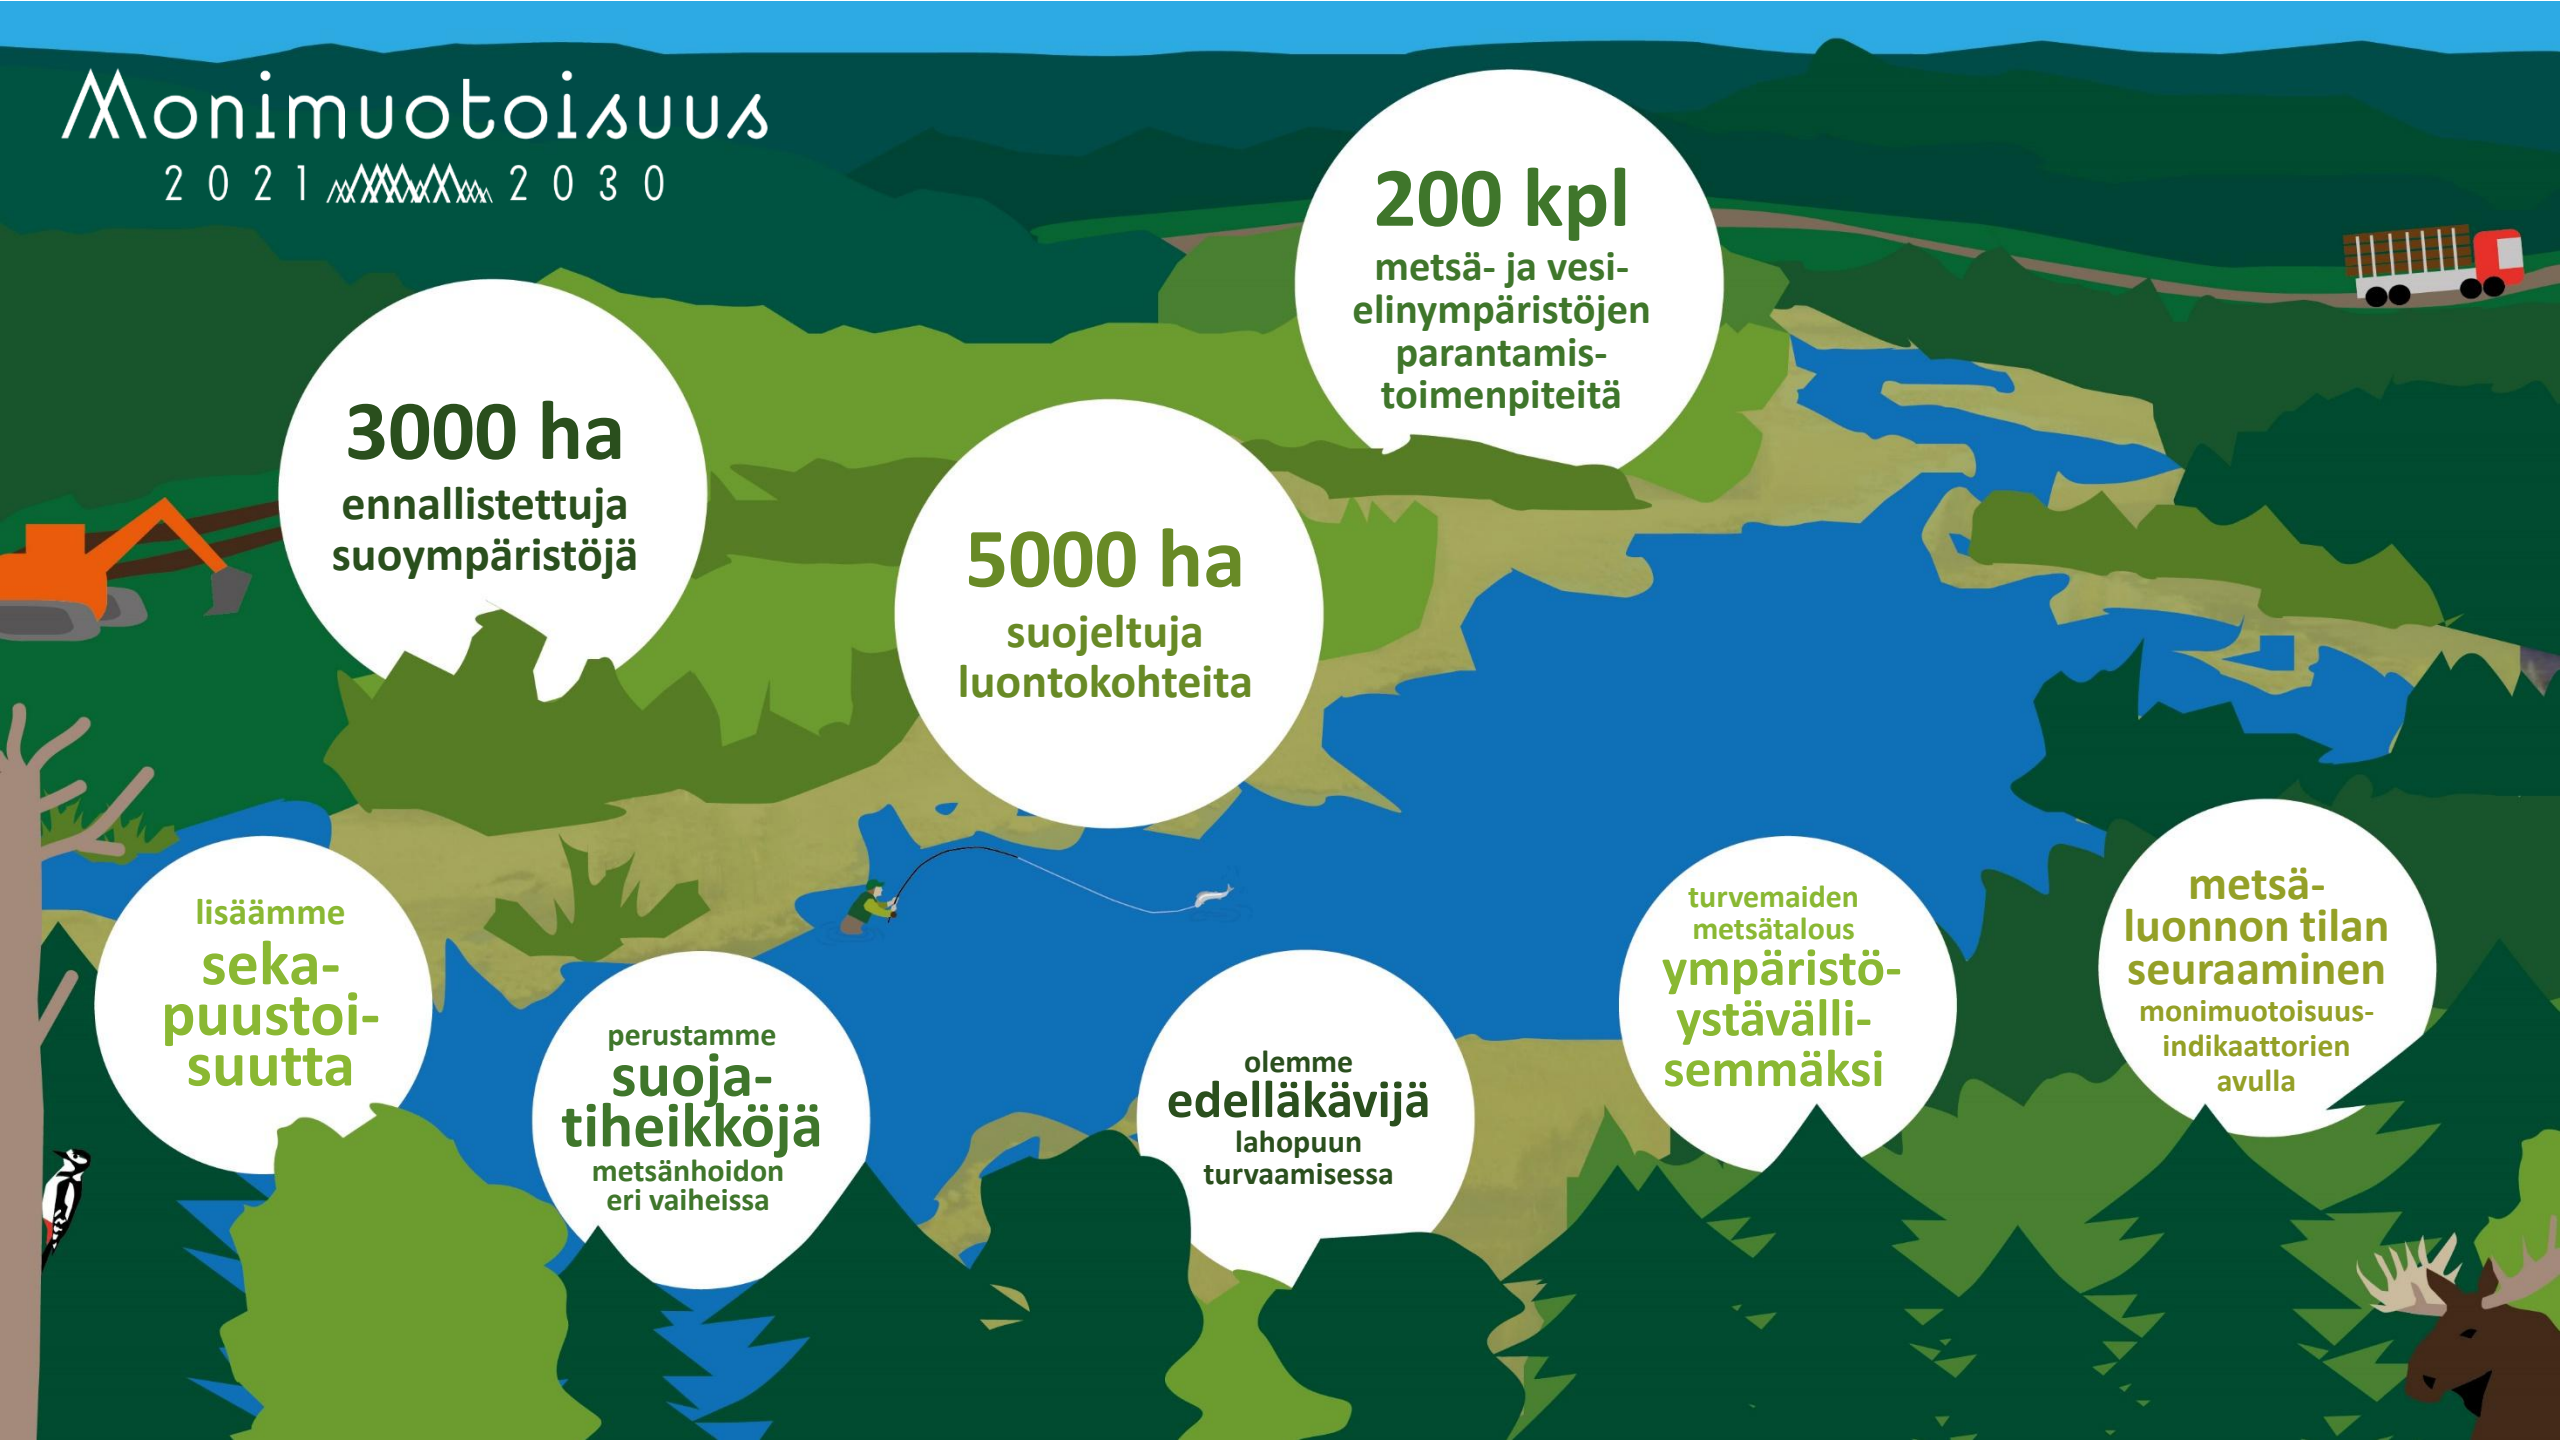 Monimuotoisuus
2021 2030
200 kpl
metsä- ja vesi-
elinympäristöjen
parantamis-
toimenpiteitä
3000 ha
ennallistettuja
suoympäristöjä
5000 ha
suojeltuja
luontokohteita
lisäämme
seka-
puustoi-
suutta
perustamme
suoja-
tiheikköjä
metsänhoidon
eri vaiheissa
olemme
edelläkävijä
lahopuun
turvaamisessa
turvemaiden
metsätalous
ympäristö-
ystävälli-
semmäksi
metsä-
luonnon tilan
seuraaminen
monimuotoisuus-
indikaattorien
avulla